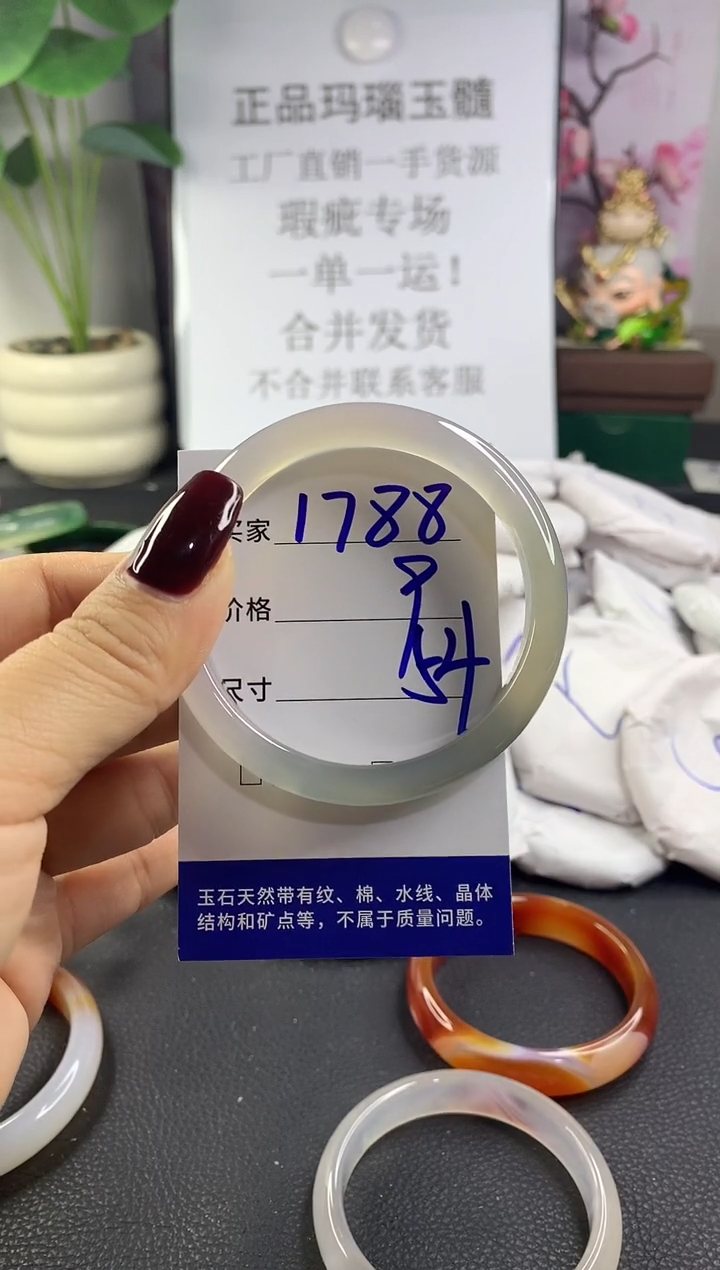 正品玛瑙玉髓
工厂直销一手货源
瑕疵专场
一单一运！
合并发货
不合并联系客服
买家 1788
价格
尺寸 54
玉石天然带有纹、棉、水线、晶体
结构和矿点等，不属于质量问题。